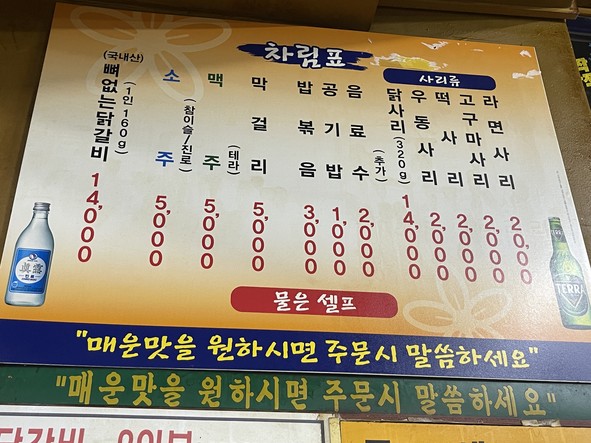 차림표
(국내산)
뼈없는닭갈비
(1인 160g)
14,000
소주
(참이슬/진로)
5,000
맥주
(테라)
5,000
막걸리
5,000
밥볶음
3,000
공기밥
1,000
음료수
2,000
사리류
닭사리(320g)
(추가)
14,000
우동사리
2,000
떡사리
2,000
고구마사리
2,000
라면사리
2,000
물은 셀프
眞露
TERRA
"매운맛을 원하시면 주문시 말씀하세요"
"매운맛을 원하시면 주문시 말씀하세요"